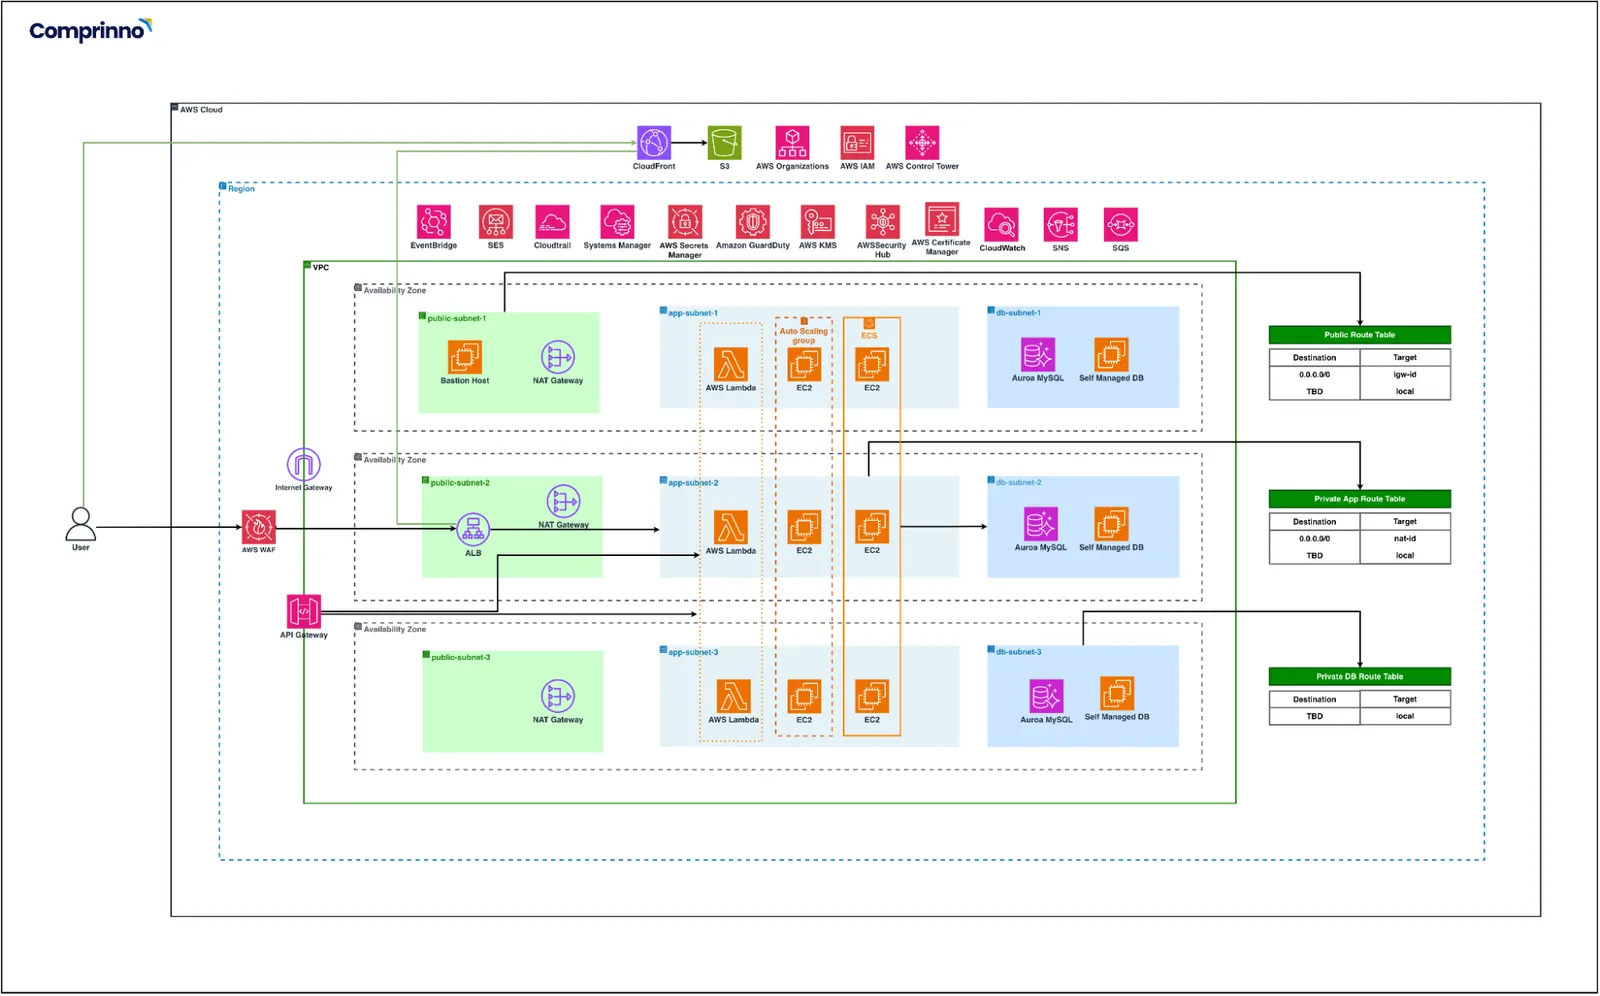 Comprinno
AWS Cloud
CloudFront
S3
AWS Organizations
AWS IAM
AWS Control Tower
Region
EventBridge
SES
Cloudtrail
Systems Manager
AWS Secrets
Manager
Amazon GuardDuty
AWS KMS
AWSSecurity
Hub
AWS Certificate
Manager
CloudWatch
SNS
SQS
VPC
Availability Zone
public-subnet-1
Bastion Host
NAT Gateway
app-subnet-1
AWS Lambda
Auto Scaling
group
EC2
ECS
EC2
db-subnet-1
Auroa MySQL
Self Managed DB
Public Route Table
Destination Target
0.0.0.0/0 igw-id
TBD local
Internet Gateway
User
AWS WAF
Availability Zone
public-subnet-2
NAT Gateway
ALB
app-subnet-2
AWS Lambda
EC2
EC2
db-subnet-2
Auroa MySQL
Self Managed DB
Private App Route Table
Destination Target
0.0.0.0/0 nat-id
TBD local
API Gateway
Availability Zone
public-subnet-3
NAT Gateway
app-subnet-3
AWS Lambda
EC2
EC2
db-subnet-3
Auroa MySQL
Self Managed DB
Private DB Route Table
Destination Target
TBD local